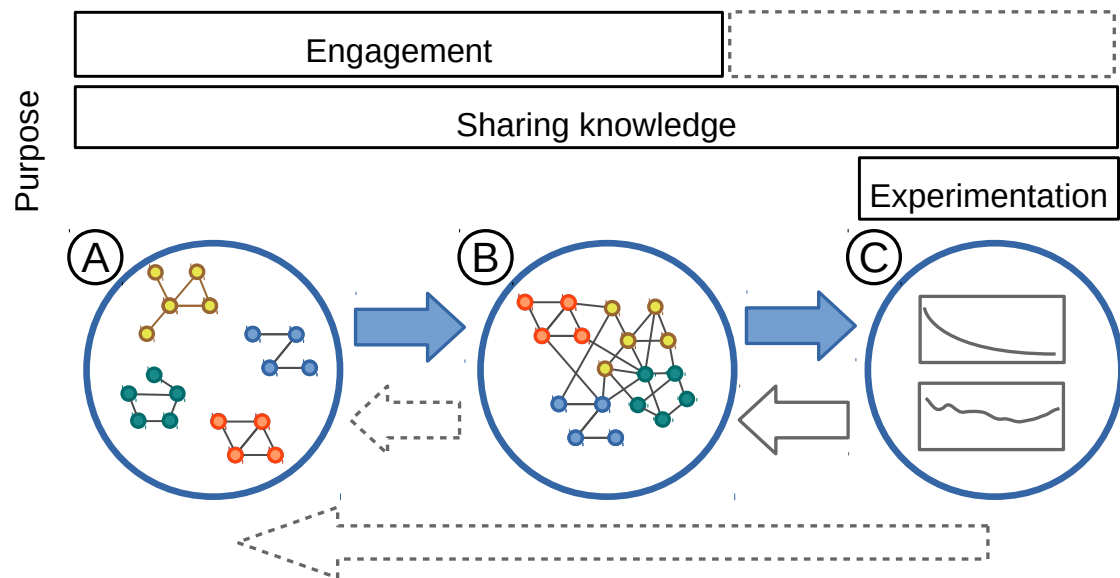 Engagement
Sharing knowledge
Experimentation
Purpose
A
B
C